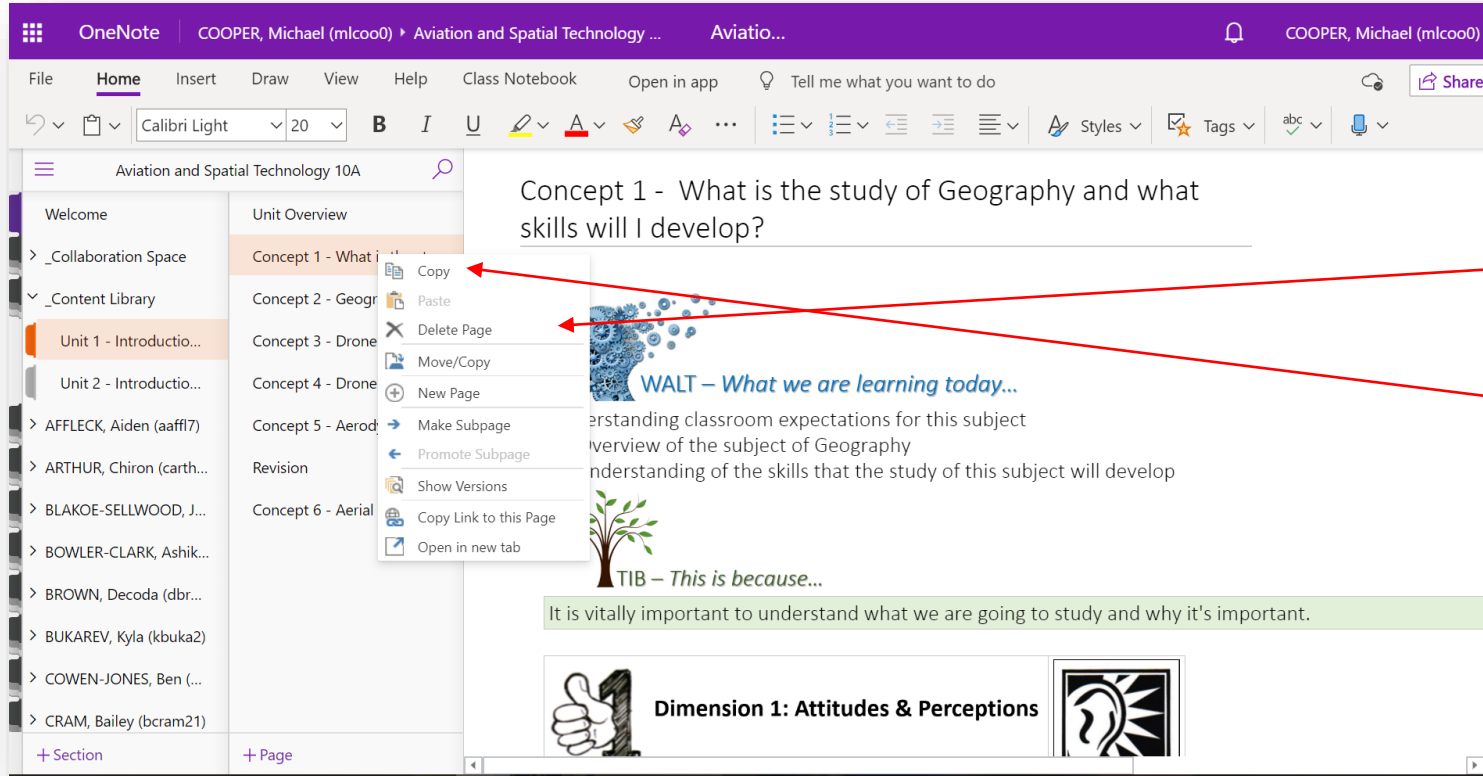 OneNote COOPER, Michael (mlcoo0) ▸ Aviation and Spatial Technology ... Aviatio... COOPER, Michael (mlcoo0)
File Home Insert Draw View Help Class Notebook Open in app Tell me what you want to do Share
Calibri Light 20 B I U A A ... Styles Tags abc
Aviation and Spatial Technology 10A
Welcome
_Collaboration Space
_Content Library
Unit 1 - Introductio...
Unit 2 - Introductio...
AFFLECK, Aiden (aaffl7)
ARTHUR, Chiron (carth...
BLAKOE-SELLWOOD, J...
BOWLER-CLARK, Ashik...
BROWN, Decoda (dbr...
BUKAREV, Kyla (kbuka2)
COWEN-JONES, Ben (...
CRAM, Bailey (bcram21)
+ Section
Unit Overview
Concept 1 - What i
Concept 2 - Geogr
Concept 3 - Drone
Concept 4 - Drone
Concept 5 - Aerod
Revision
Concept 6 - Aerial
+ Page
Copy
Paste
Delete Page
Move/Copy
New Page
Make Subpage
Promote Subpage
Show Versions
Copy Link to this Page
Open in new tab
Concept 1 - What is the study of Geography and what
skills will I develop?
WALT – What we are learning today...
erstanding classroom expectations for this subject
verview of the subject of Geography
nderstanding of the skills that the study of this subject will develop
TIB – This is because...
It is vitally important to understand what we are going to study and why it's important.
1 Dimension 1: Attitudes & Perceptions